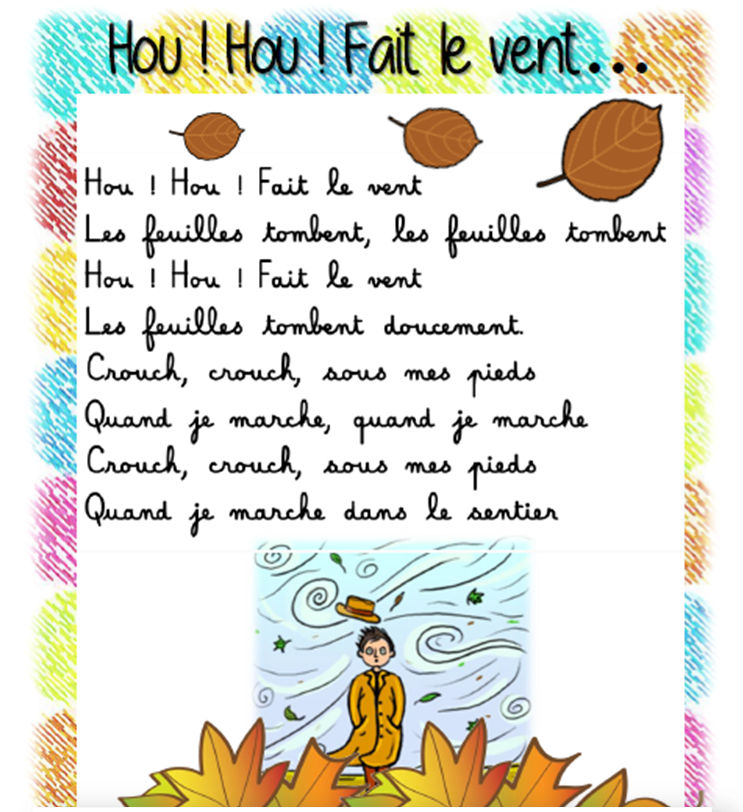 Hou ! Hou ! Fait le vent...
Hou ! Hou ! Fait le vent
Les feuilles tombent, les feuilles tombent
Hou ! Hou ! Fait le vent
Les feuilles tombent doucement.
Crouch, crouch, sous mes pieds
Quand je marche, quand je marche
Crouch, crouch, sous mes pieds
Quand je marche dans le sentier